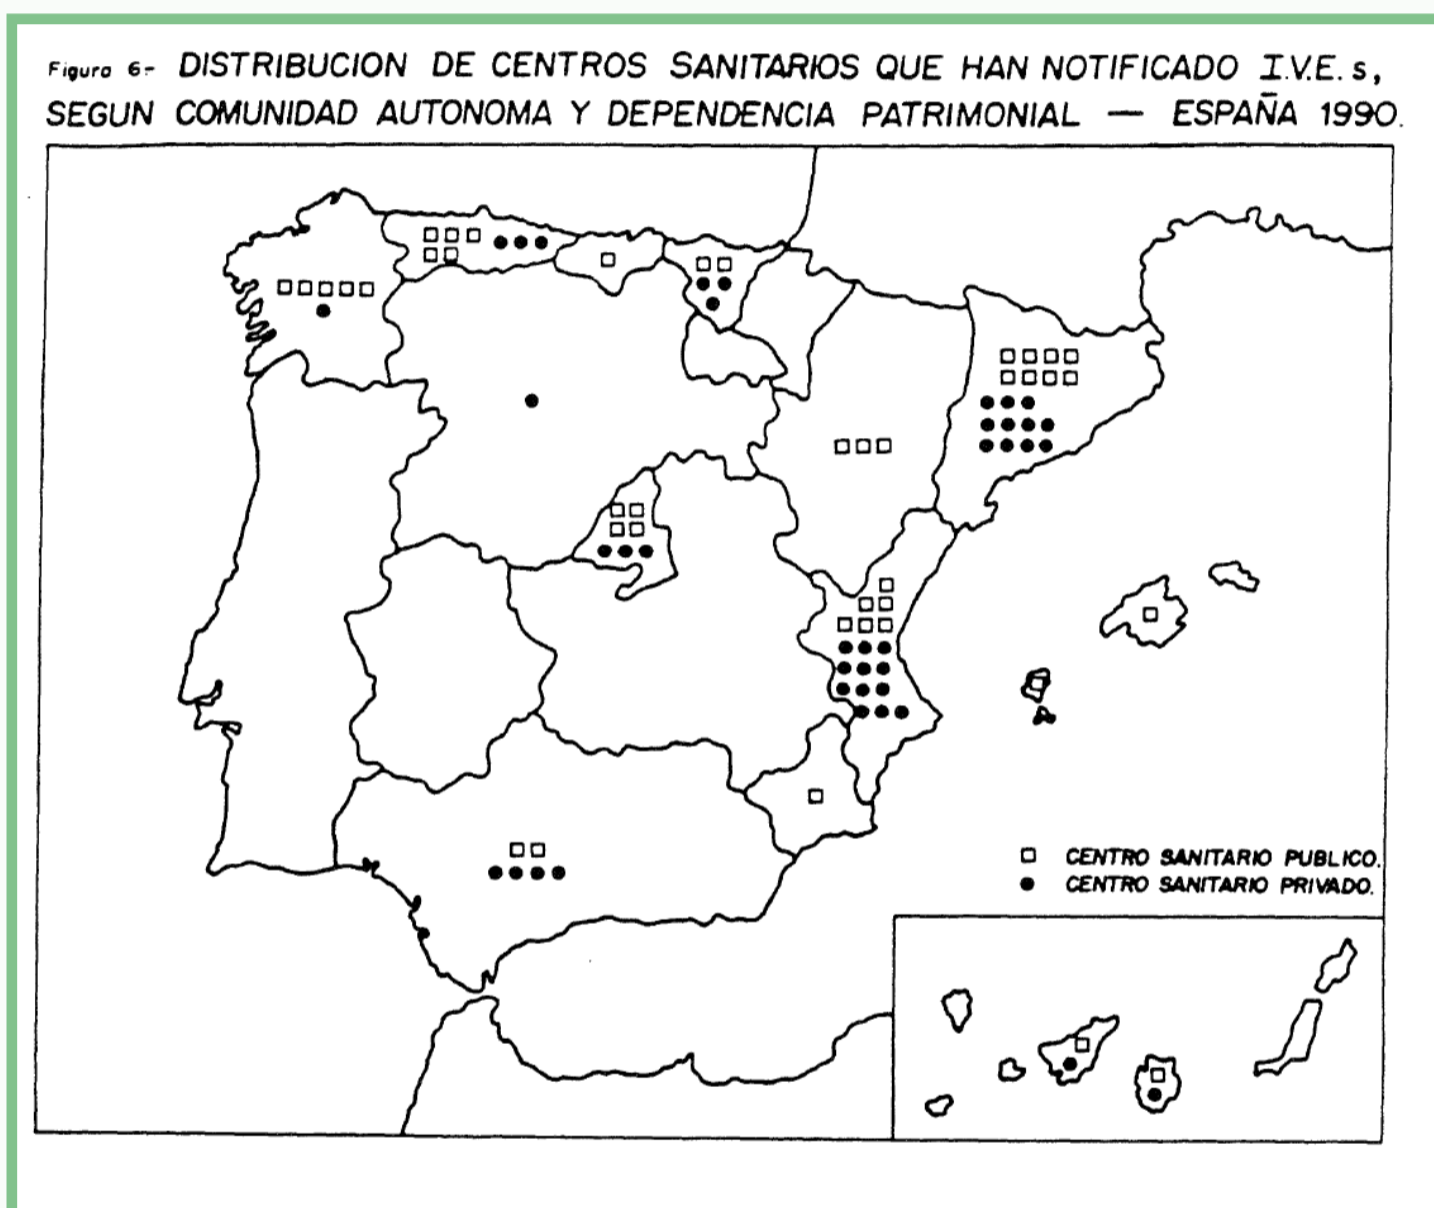 Figura 6- DISTRIBUCION DE CENTROS SANITARIOS QUE HAN NOTIFICADO I.V.E. s,
SEGUN COMUNIDAD AUTONOMA Y DEPENDENCIA PATRIMONIAL — ESPAÑA 1990.
CENTRO SANITARIO PUBLICO.
CENTRO SANITARIO PRIVADO.